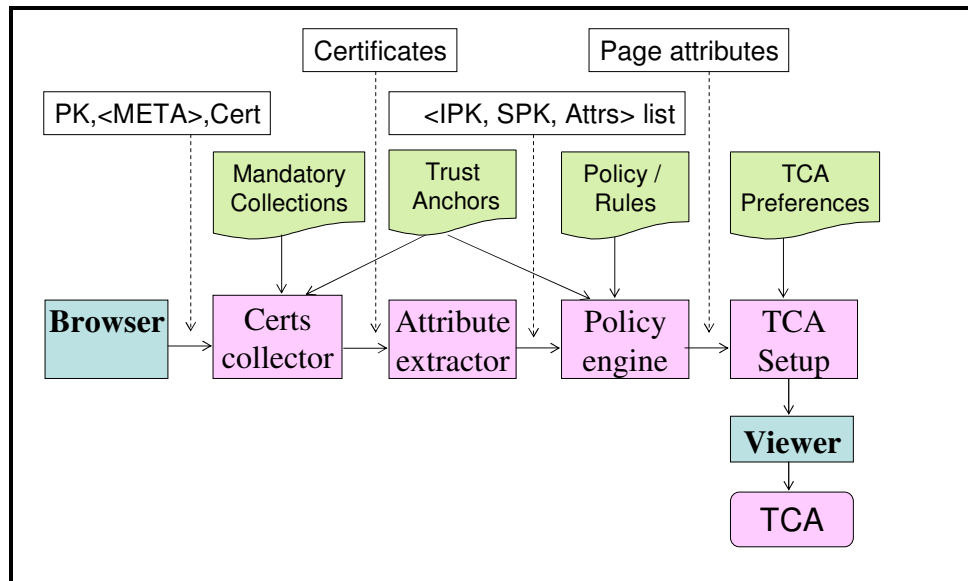 Certificates
Page attributes
PK,<META>,Cert
<IPK, SPK, Attrs> list
Mandatory
Collections
Trust
Anchors
Policy /
Rules
TCA
Preferences
Browser
Certs
collector
Attribute
extractor
Policy
engine
TCA
Setup
Viewer
TCA